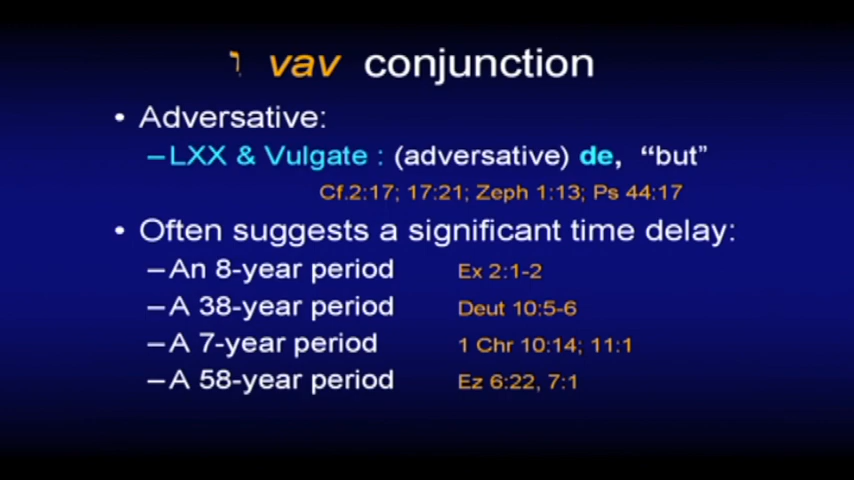 ו vav conjunction
• Adversative:
–LXX & Vulgate : (adversative) de, “but”
Cf.2:17; 17:21; Zeph 1:13; Ps 44:17
• Often suggests a significant time delay:
–An 8-year period Ex 2:1-2
–A 38-year period Deut 10:5-6
–A 7-year period 1 Chr 10:14; 11:1
–A 58-year period Ez 6:22, 7:1